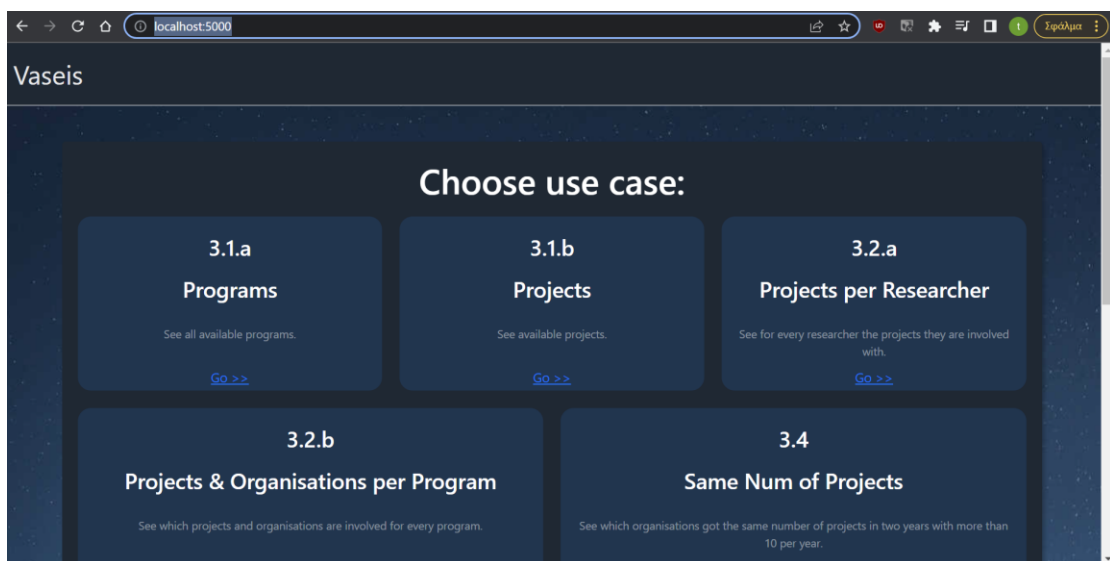 localhost:5000
t
Σφάλμα
Vaseis
Choose use case:
3.1.a
Programs
See all available programs.
Go >>
3.1.b
Projects
See available projects.
Go >>
3.2.a
Projects per Researcher
See for every researcher the projects they are involved
with.
Go >>
3.2.b
Projects & Organisations per Program
See which projects and organisations are involved for every program.
3.4
Same Num of Projects
See which organisations got the same number of projects in two years with more than
10 per year.